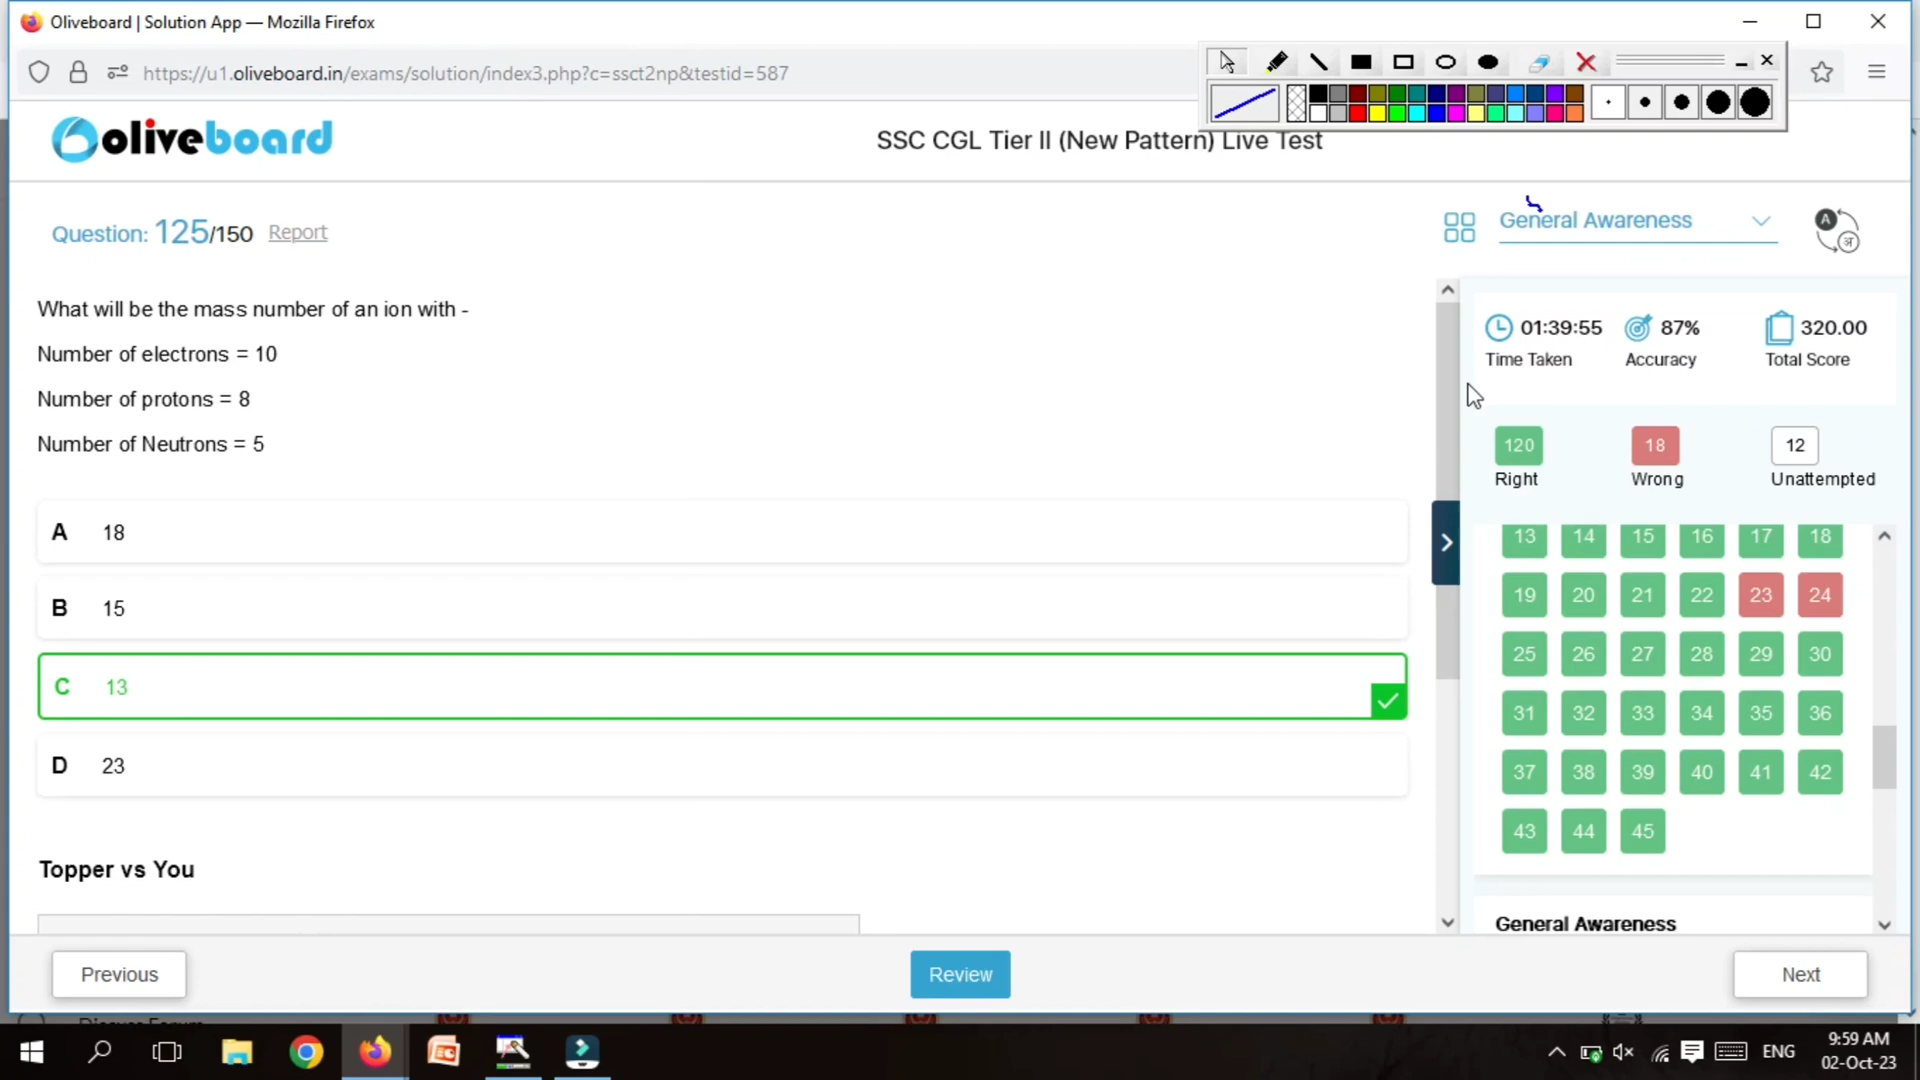 Oliveboard | Solution App — Mozilla Firefox
https://u1.oliveboard.in/exams/solution/index3.php?c=ssct2np&testid=587
oliveboard
SSC CGL Tier II (New Pattern) Live Test
Question: 125/150 Report
General Awareness
A
अ
What will be the mass number of an ion with -
Number of electrons = 10
Number of protons = 8
Number of Neutrons = 5
A 18
B 15
C 13
D 23
Topper vs You
01:39:55
Time Taken
87%
Accuracy
320.00
Total Score
120
Right
18
Wrong
12
Unattempted
13 14 15 16 17 18
19 20 21 22 23 24
25 26 27 28 29 30
31 32 33 34 35 36
37 38 39 40 41 42
43 44 45
General Awareness
Previous
Review
Next
ENG
9:59 AM
02-Oct-23